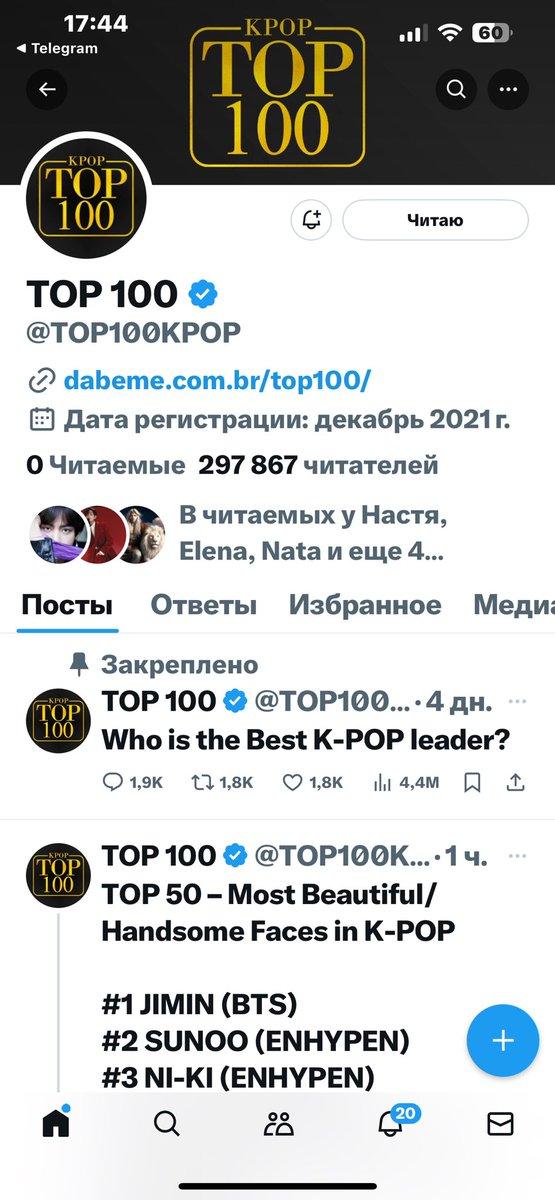 17:44
60
◀ Telegram
KPOP
TOP
100
KPOP
TOP
100
Читаю
TOP 100
@TOP100KPOP
dabeme.com.br/top100/
Дата регистрации: декабрь 2021 г.
0 Читаемые 297 867 читателей
В читаемых у Настя,
Elena, Nata и еще 4...
Посты Ответы Избранное Медиа
Закреплено
KPOP
TOP
100
TOP 100 @TOP100... · 4 дн.
Who is the Best K-POP leader?
1,9K 1,8K 1,8K 4,4M
KPOP
TOP
100
TOP 100 @TOP100K... · 1 ч.
TOP 50 – Most Beautiful/
Handsome Faces in K-POP
#1 JIMIN (BTS)
#2 SUNOO (ENHYPEN)
#3 NI-KI (ENHYPEN)
20